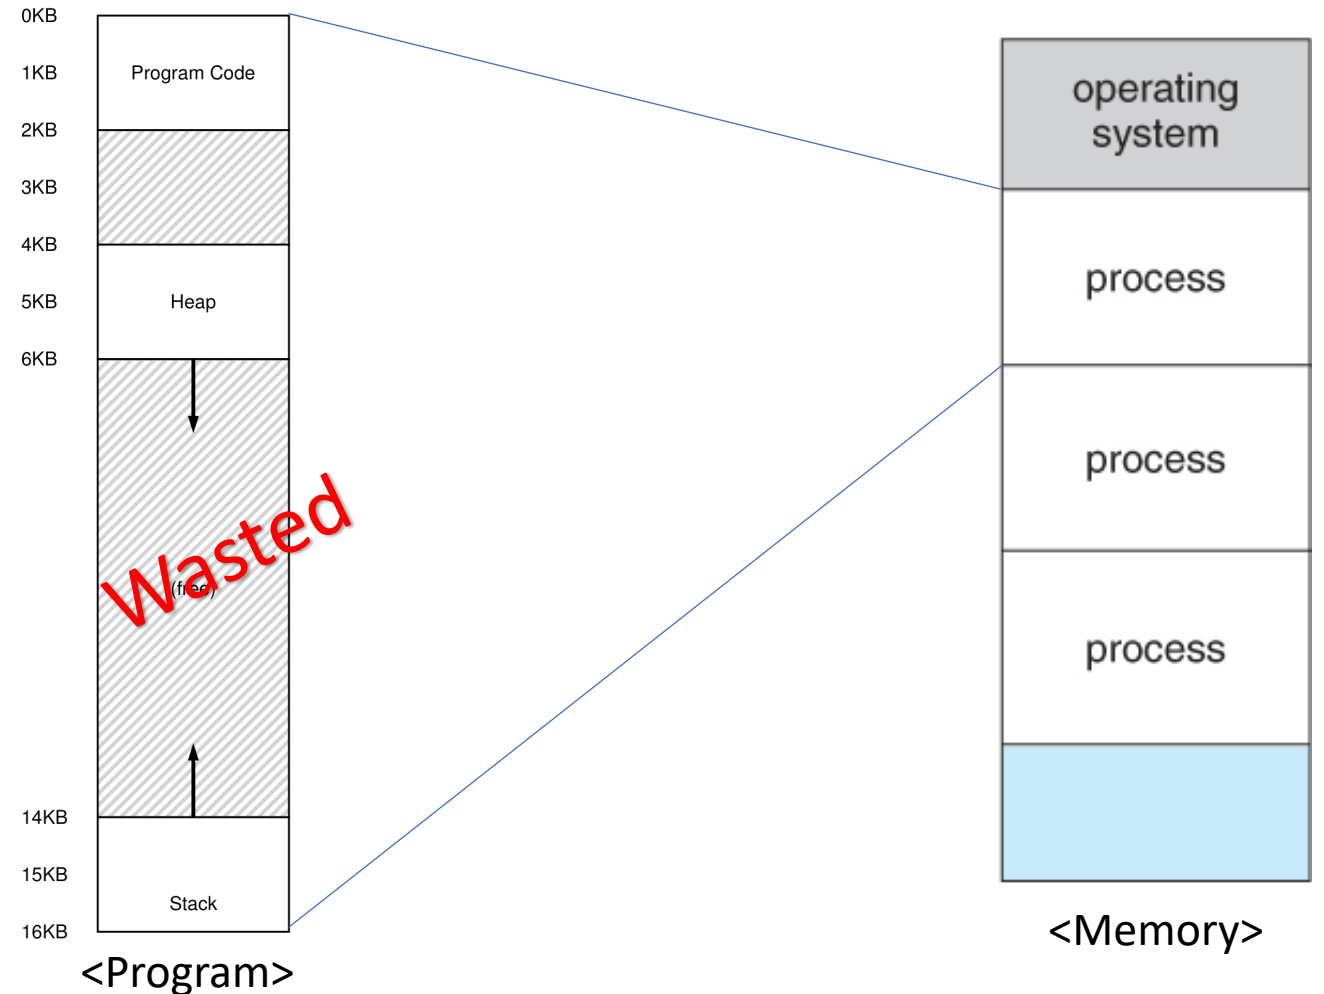 0KB
1KB
Program Code
2KB
3KB
4KB
5KB
Heap
6KB
Wasted
(free)
14KB
15KB
Stack
16KB
<Program>
operating
system
process
process
process
<Memory>